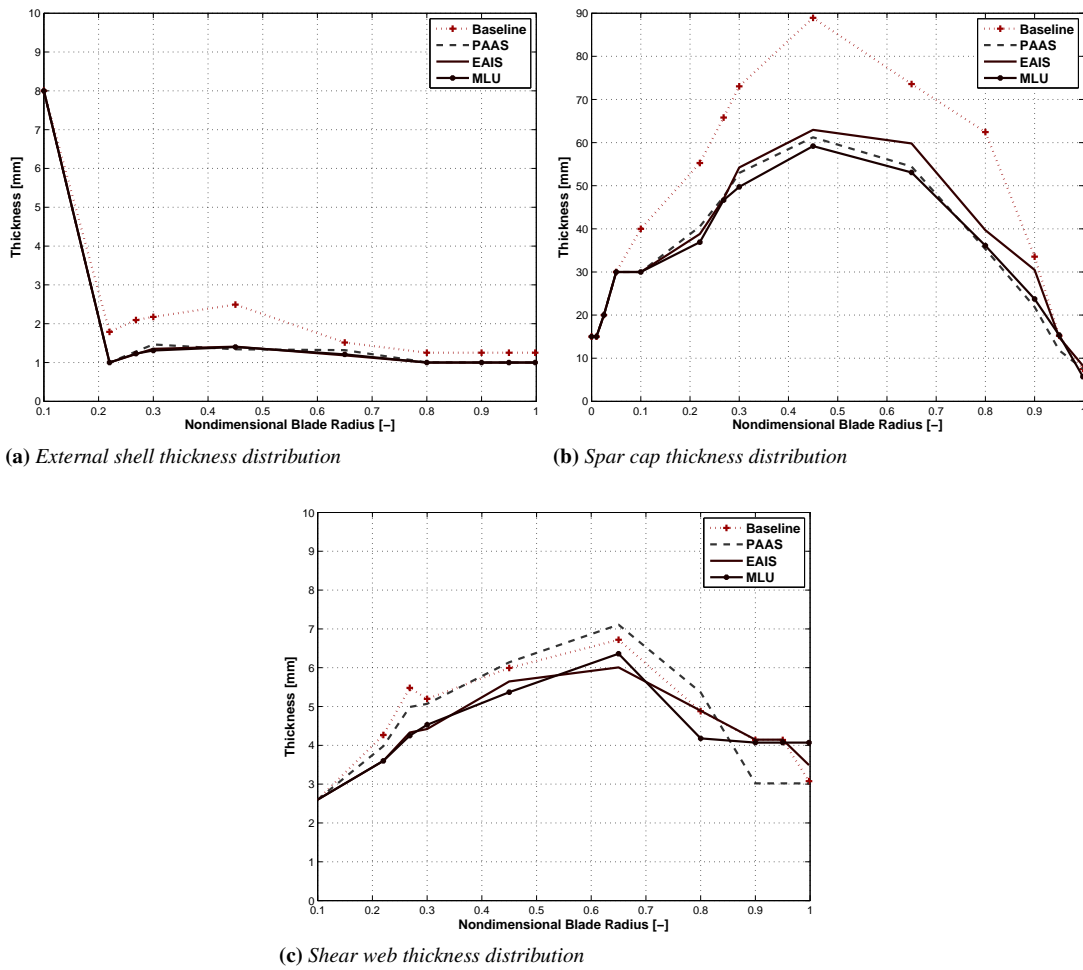 10
9
8
7
6
5
4
3
2
1
0
Thickness [mm]
0.1 0.2 0.3 0.4 0.5 0.6 0.7 0.8 0.9 1
Nondimensional Blade Radius [−]
Baseline
PAAS
EAIS
MLU
(a) External shell thickness distribution
90
80
70
60
50
40
30
20
10
0
Thickness [mm]
0 0.1 0.2 0.3 0.4 0.5 0.6 0.7 0.8 0.9 1
Nondimensional Blade Radius [−]
Baseline
PAAS
EAIS
MLU
(b) Spar cap thickness distribution
10
9
8
7
6
5
4
3
2
1
0
Thickness [mm]
0.1 0.2 0.3 0.4 0.5 0.6 0.7 0.8 0.9 1
Nondimensional Blade Radius [−]
Baseline
PAAS
EAIS
MLU
(c) Shear web thickness distribution